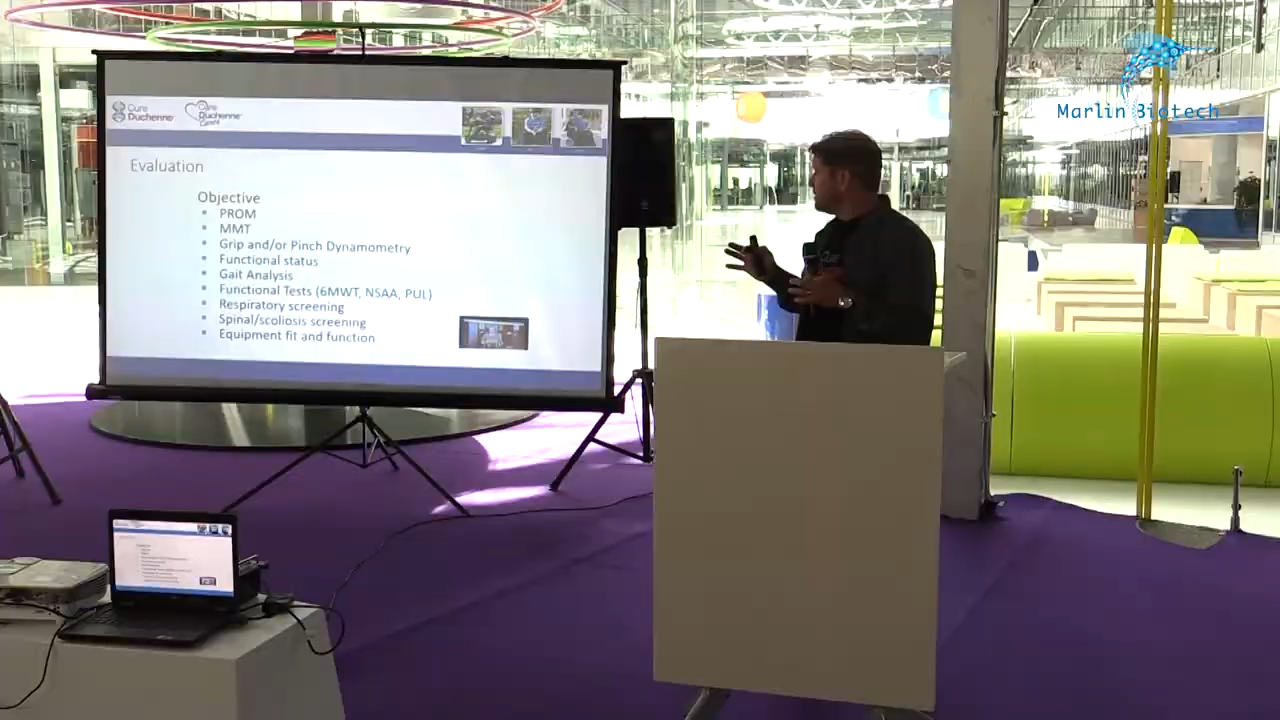 Cure
Duchenne
Cure
Duchenne
Cares
Marlin Biotech
Evaluation
Objective
PROM
MMT
Grip and/or Pinch Dynamometry
Functional status
Gait Analysis
Functional Tests (6MWT, NSAA, PUL)
Respiratory screening
Spinal/scoliosis screening
Equipment fit and function